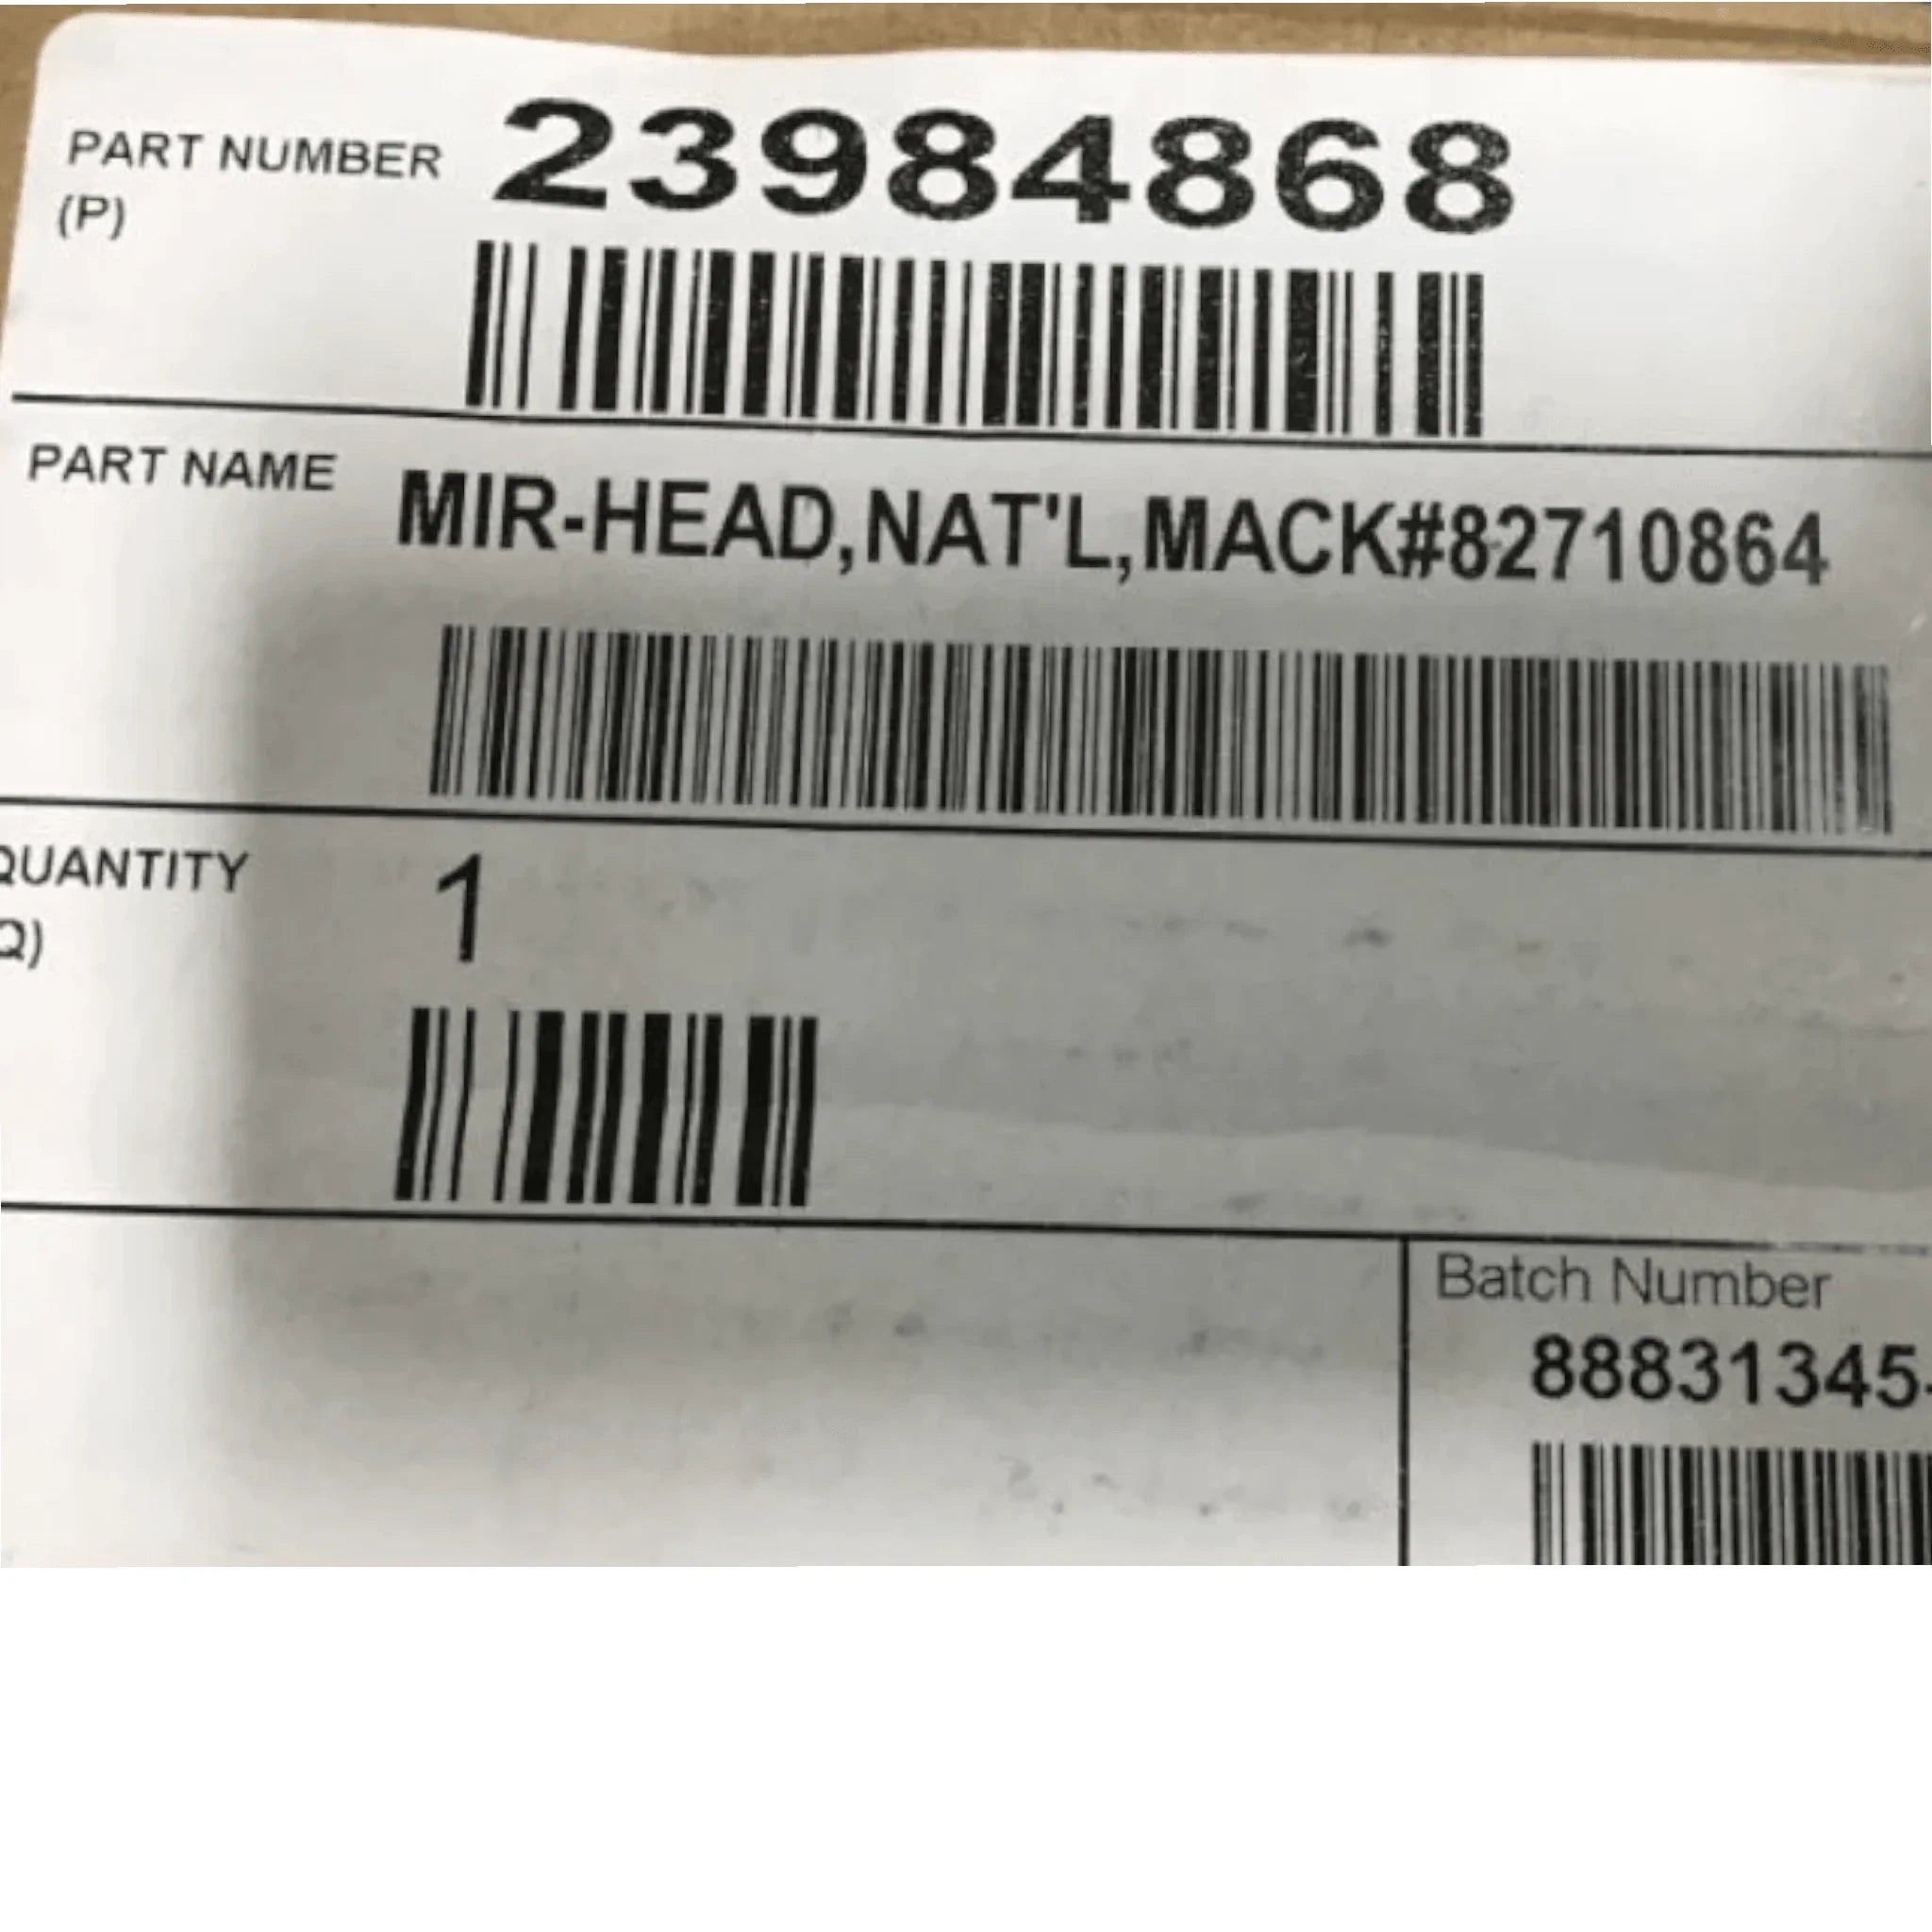 PART NUMBER 23984868
(P)
PART NAME MIR-HEAD,NAT'L,MACK#82710864
QUANTITY 1
Q)
Batch Number
88831345-